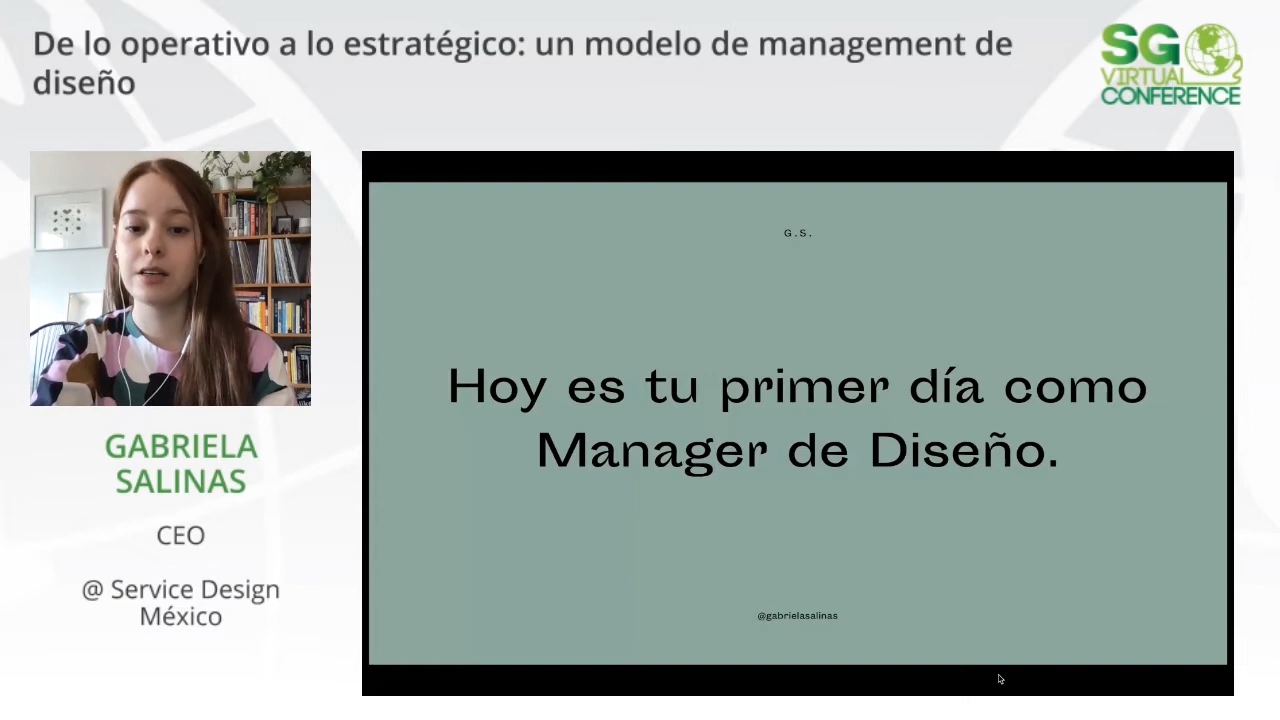 De lo operativo a lo estratégico: un modelo de management de
diseño
SG
VIRTUAL
CONFERENCE
GABRIELA
SALINAS
CEO
@ Service Design
México
G.S.
Hoy es tu primer día como
Manager de Diseño.
@gabrielasalinas